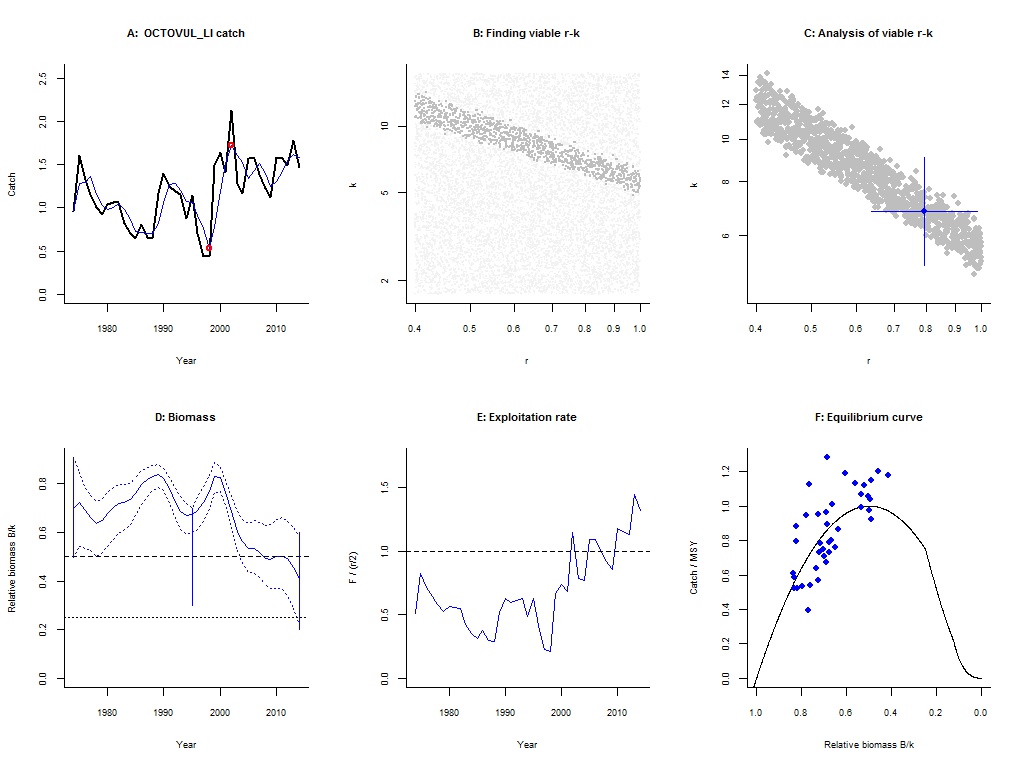 A: OCTOVUL_LI catch
Catch
0.0 0.5 1.0 1.5 2.0 2.5
1980 1990 2000 2010
Year
B: Finding viable r-k
k
2 5 10
0.4 0.5 0.6 0.7 0.8 0.9 1.0
r
C: Analysis of viable r-k
k
6 8 10 12 14
0.4 0.5 0.6 0.7 0.8 0.9 1.0
r
D: Biomass
Relative biomass B/k
0.0 0.2 0.4 0.6 0.8
1980 1990 2000 2010
Year
E: Exploitation rate
F / (r/2)
0.0 0.5 1.0 1.5
1980 1990 2000 2010
Year
F: Equilibrium curve
Catch / MSY
0.0 0.2 0.4 0.6 0.8 1.0 1.2
1.0 0.8 0.6 0.4 0.2 0.0
Relative biomass B/k